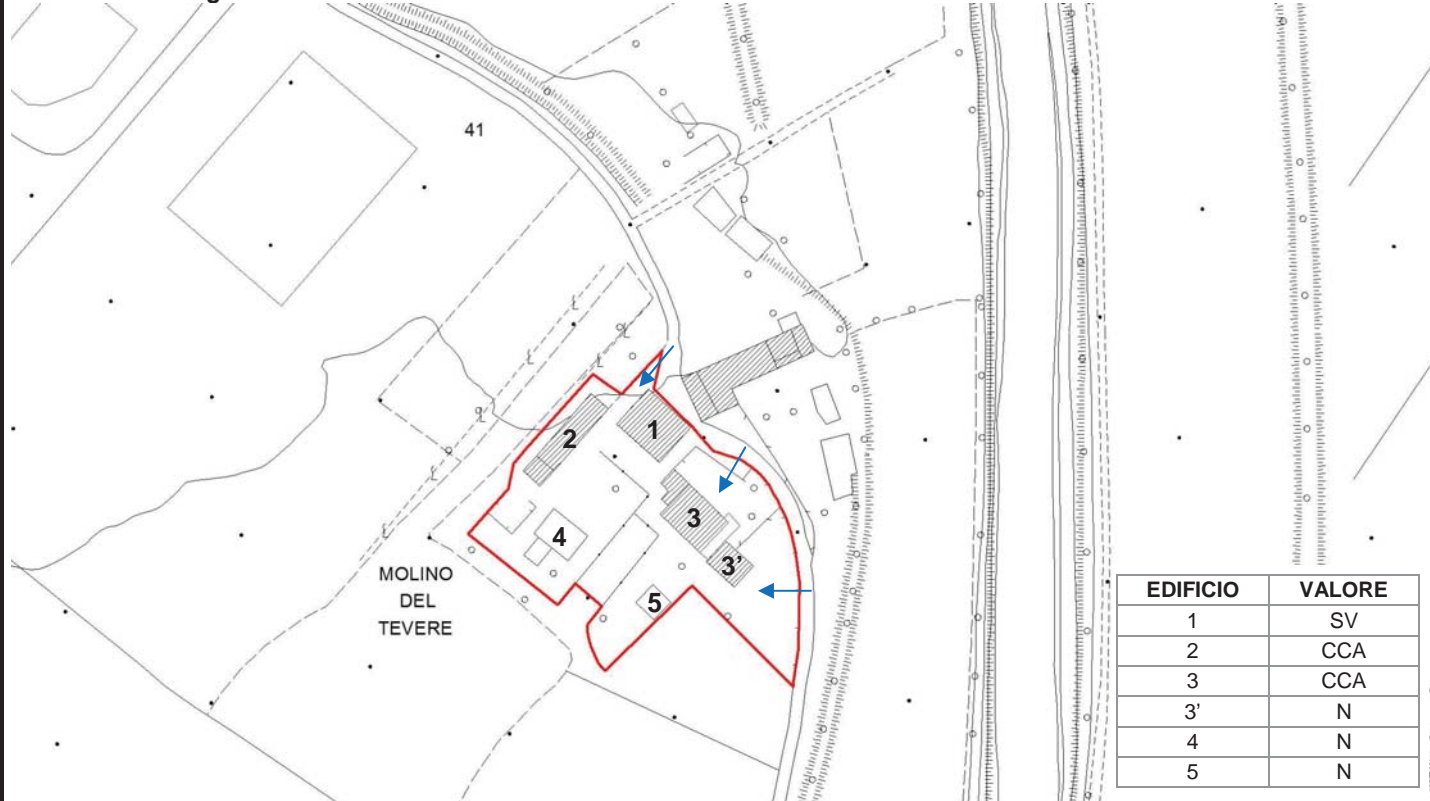 41
1
2
3
4
3'
5
MOLINO
DEL
TEVERE
EDIFICIO VALORE
1 SV
2 CCA
3 CCA
3' N
4 N
5 N